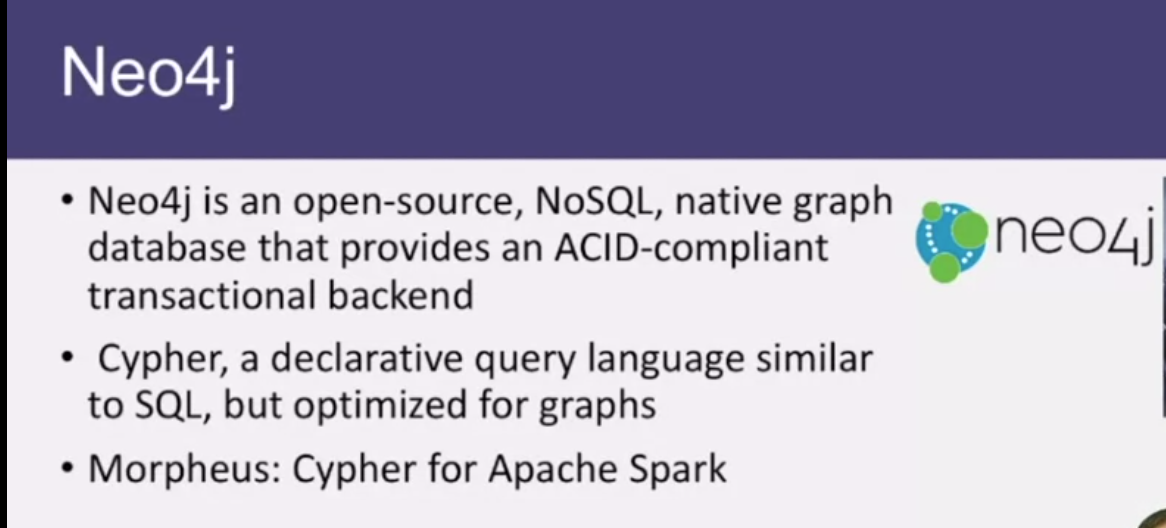 Neo4j
• Neo4j is an open-source, NoSQL, native graph
database that provides an ACID-compliant
transactional backend
neo4j
• Cypher, a declarative query language similar
to SQL, but optimized for graphs
• Morpheus: Cypher for Apache Spark